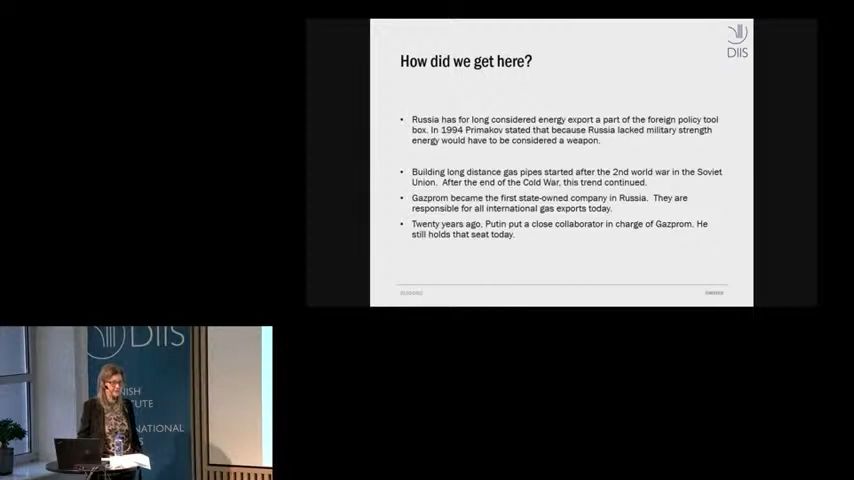 DIIS
How did we get here?
• Russia has for long considered energy export a part of the foreign policy tool
box. In 1994 Primakov stated that because Russia lacked military strength
energy would have to be considered a weapon.
• Building long distance gas pipes started after the 2nd world war in the Soviet
Union. After the end of the Cold War, this trend continued.
• Gazprom became the first state-owned company in Russia. They are
responsible for all international gas exports today.
• Twenty years ago, Putin put a close collaborator in charge of Gazprom. He
still holds that seat today.
DIIS
NISH
TUTE
NATIONAL
S